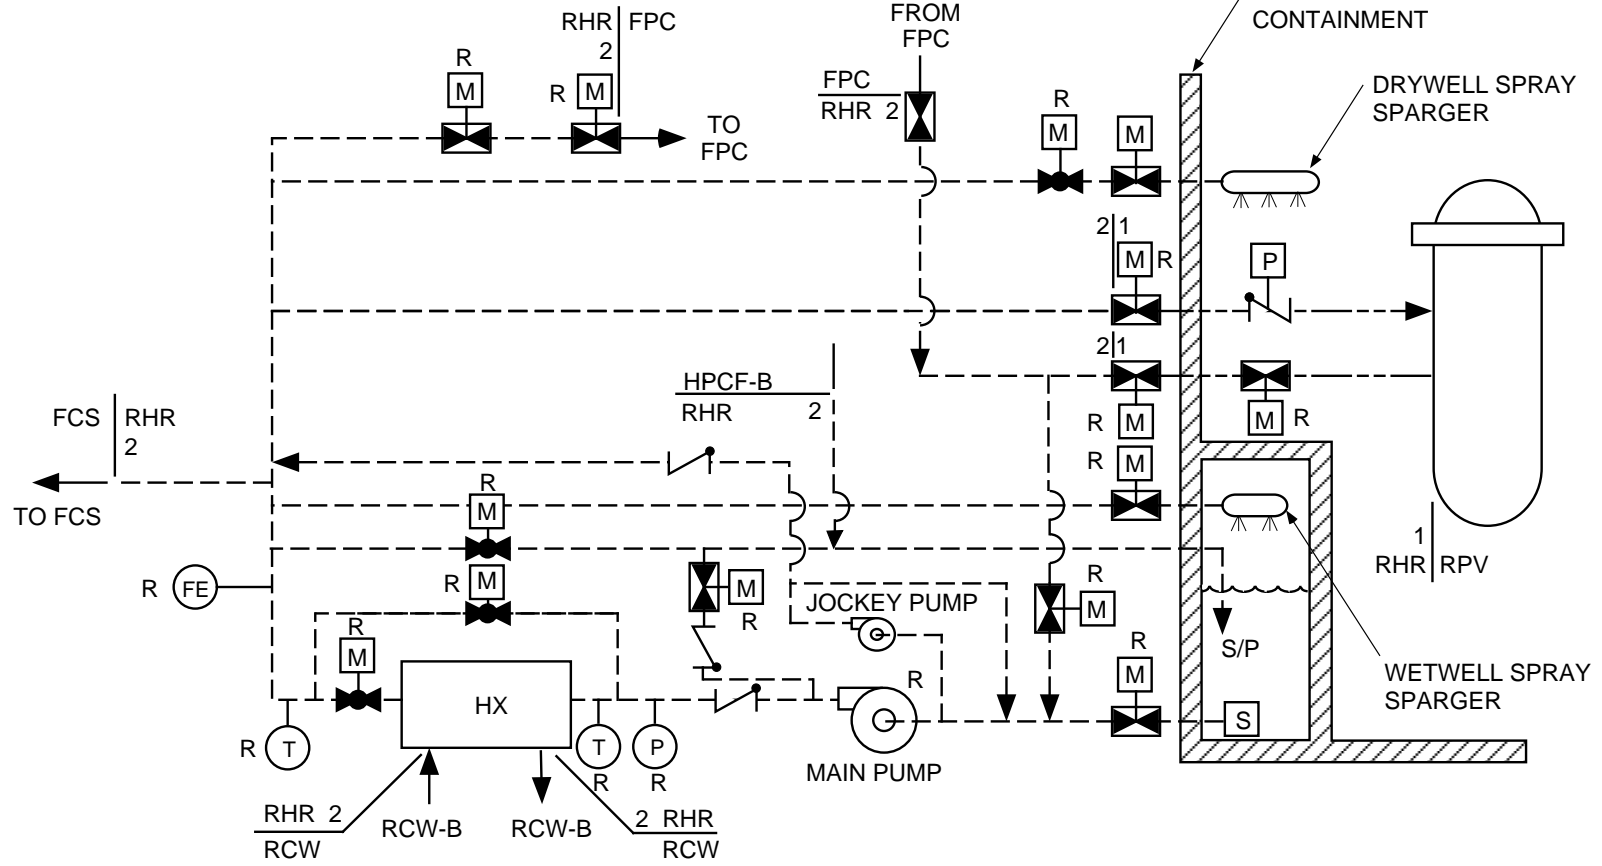 RHR FPC
2
FROM
FPC
CONTAINMENT
R
M
R M
FPC
RHR 2
TO
FPC
R
M
M
DRYWELL SPRAY
SPARGER
2 1
M R
P
2 1
HPCF-B
RHR 2
R M
M R
R M
FCS RHR
2
TO FCS
R
M
1
RHR RPV
R FE
R M
M
R
JOCKEY PUMP
R
M
S/P
R
M
HX
R
R
M
WETWELL SPRAY
SPARGER
S
R T
T
R
P
R
MAIN PUMP
RHR 2
RCW
RCW-B
RCW-B
2 RHR
RCW